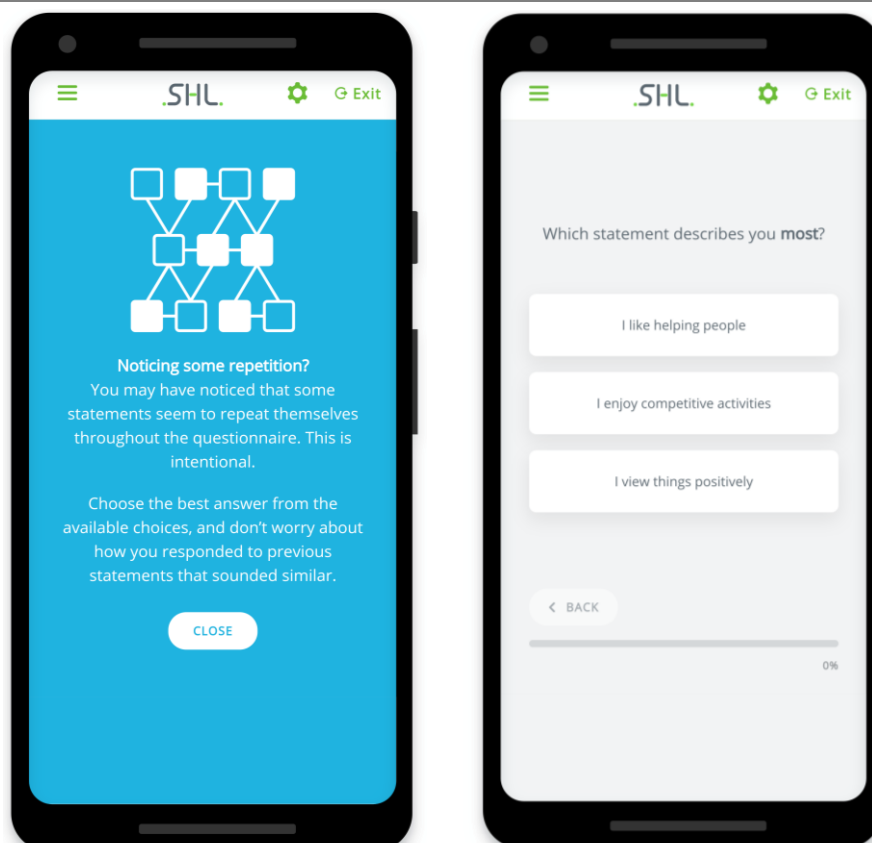 .SHL.
Exit
Noticing some repetition?
You may have noticed that some
statements seem to repeat themselves
throughout the questionnaire. This is
intentional.
Choose the best answer from the
available choices, and don't worry about
how you responded to previous
statements that sounded similar.
CLOSE
.SHL.
Exit
Which statement describes you most?
I like helping people
I enjoy competitive activities
I view things positively
BACK
0%